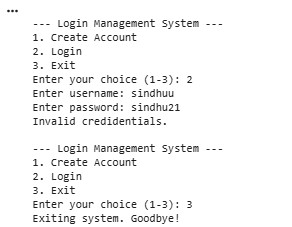 --- Login Management System ---
1. Create Account
2. Login
3. Exit
Enter your choice (1-3): 2
Enter username: sindhuu
Enter password: sindhu21
Invalid credidentials.

--- Login Management System ---
1. Create Account
2. Login
3. Exit
Enter your choice (1-3): 3
Exiting system. Goodbye!